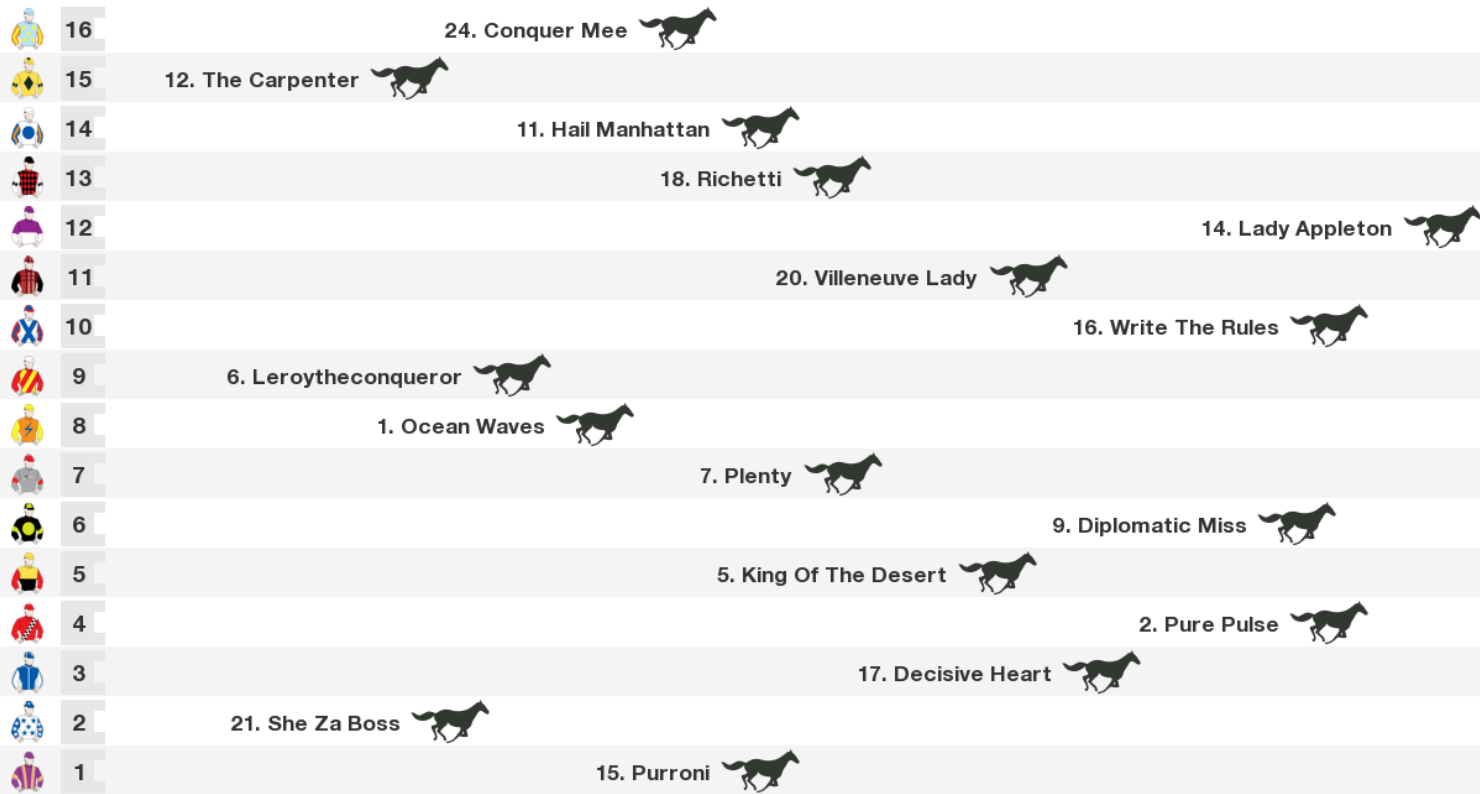 16 24. Conquer Mee
15 12. The Carpenter
14 11. Hail Manhattan
13 18. Richetti
12 14. Lady Appleton
11 20. Villeneuve Lady
10 16. Write The Rules
9 6. Leroytheconqueror
8 1. Ocean Waves
7 7. Plenty
6 9. Diplomatic Miss
5 5. King Of The Desert
4 2. Pure Pulse
3 17. Decisive Heart
2 21. She Za Boss
1 15. Purroni